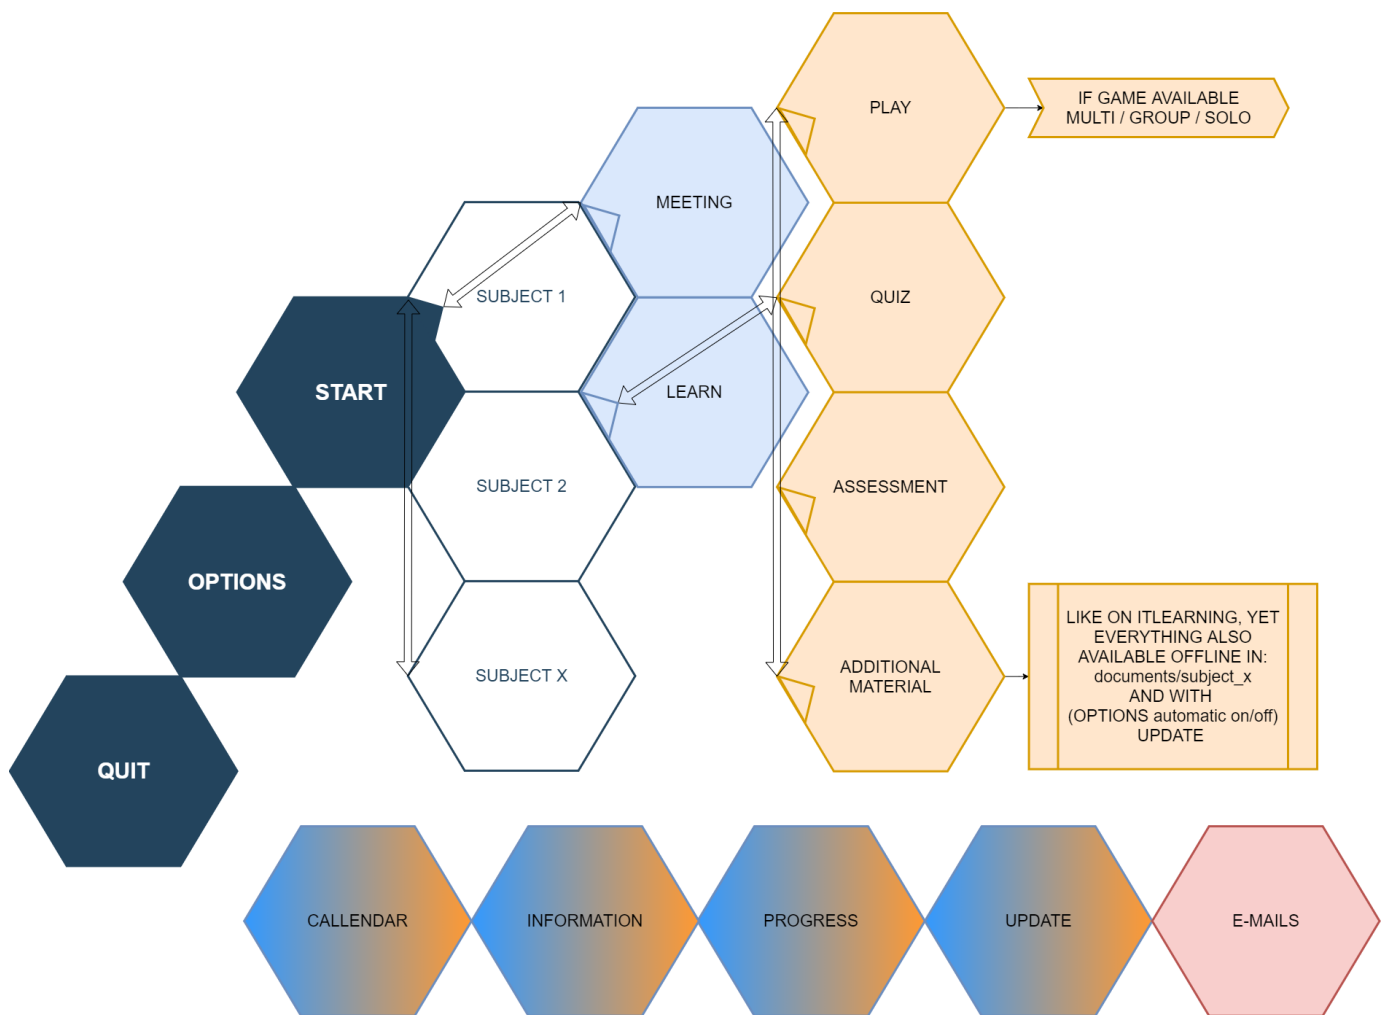 PLAY
IF GAME AVAILABLE
MULTI / GROUP / SOLO
MEETING
SUBJECT 1
QUIZ
START
LEARN
SUBJECT 2
ASSESSMENT
OPTIONS
SUBJECT X
ADDITIONAL
MATERIAL
LIKE ON ITLEARNING, YET
EVERYTHING ALSO
AVAILABLE OFFLINE IN:
documents/subject_x
AND WITH
(OPTIONS automatic on/off)
UPDATE
QUIT
CALLENDAR
INFORMATION
PROGRESS
UPDATE
E-MAILS